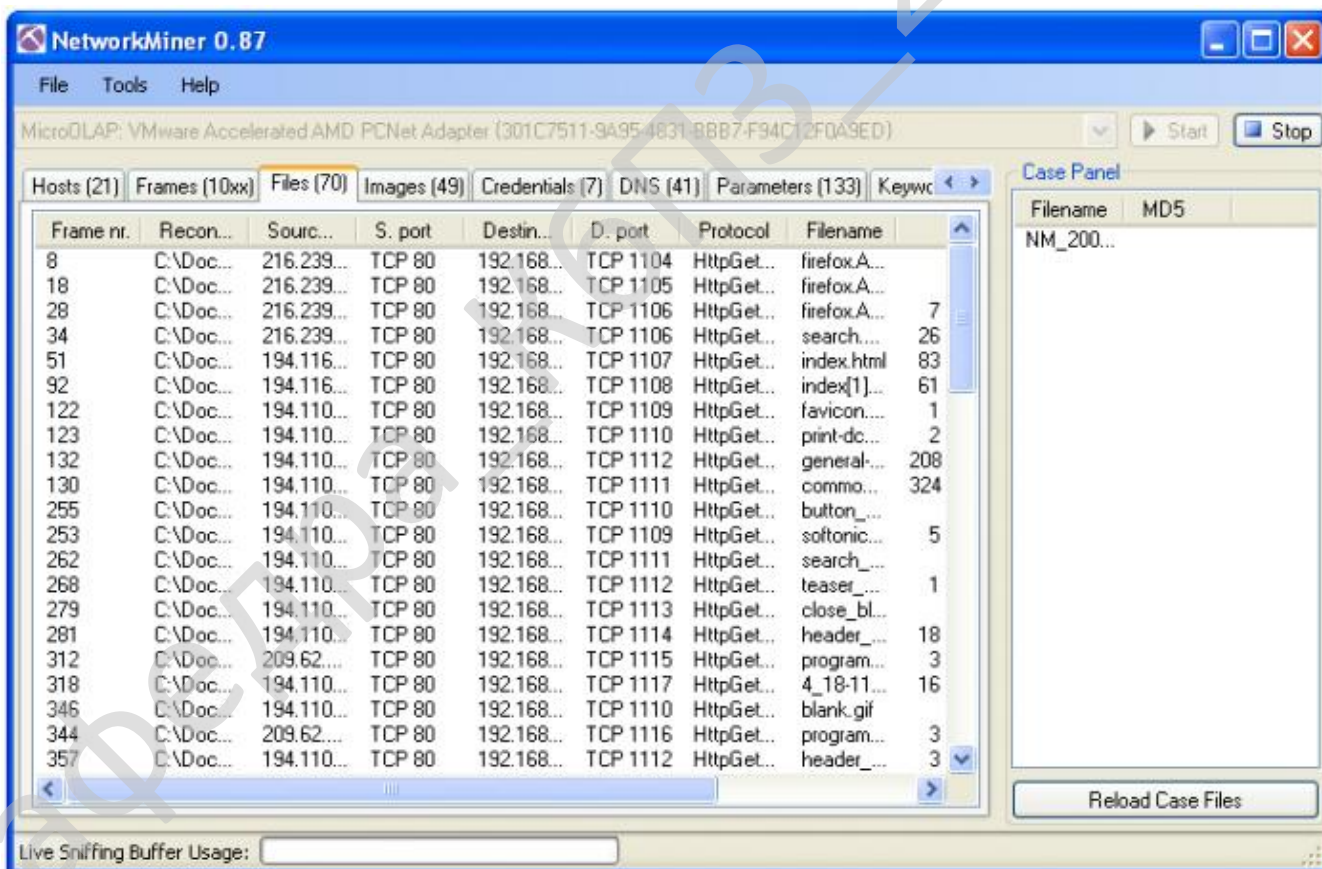 NetworkMiner 0.87
File Tools Help
MicroOLAP: VMware Accelerated AMD PCNet Adapter (301C7511-9A95-4831-BBB7-F94C12F0A9ED)
Start
Stop
Hosts (21) Frames (10xx) Files (70) Images (49) Credentials (7) DNS (41) Parameters (133) Keywc
Frame nr. Recon... Sourc... S. port Destin... D. port Protocol Filename
8 C:\Doc... 216.239... TCP 80 192.168... TCP 1104 HttpGet... firefox.A...
18 C:\Doc... 216.239... TCP 80 192.168... TCP 1105 HttpGet... firefox.A...
28 C:\Doc... 216.239... TCP 80 192.168... TCP 1106 HttpGet... firefox.A... 7
34 C:\Doc... 216.239... TCP 80 192.168... TCP 1106 HttpGet... search.... 26
51 C:\Doc... 194.116... TCP 80 192.168... TCP 1107 HttpGet... index.html 83
92 C:\Doc... 194.116... TCP 80 192.168... TCP 1108 HttpGet... index[1]... 61
122 C:\Doc... 194.110... TCP 80 192.168... TCP 1109 HttpGet... favicon.... 1
123 C:\Doc... 194.110... TCP 80 192.168... TCP 1110 HttpGet... print-dc... 2
132 C:\Doc... 194.110... TCP 80 192.168... TCP 1112 HttpGet... general-... 208
130 C:\Doc... 194.110... TCP 80 192.168... TCP 1111 HttpGet... commo... 324
255 C:\Doc... 194.110... TCP 80 192.168... TCP 1110 HttpGet... button_...
253 C:\Doc... 194.110... TCP 80 192.168... TCP 1109 HttpGet... softonic... 5
262 C:\Doc... 194.110... TCP 80 192.168... TCP 1111 HttpGet... search_...
268 C:\Doc... 194.110... TCP 80 192.168... TCP 1112 HttpGet... teaser_... 1
279 C:\Doc... 194.110... TCP 80 192.168... TCP 1113 HttpGet... close_bl...
281 C:\Doc... 194.110... TCP 80 192.168... TCP 1114 HttpGet... header_... 18
312 C:\Doc... 209.62.... TCP 80 192.168... TCP 1115 HttpGet... program... 3
318 C:\Doc... 194.110... TCP 80 192.168... TCP 1117 HttpGet... 4_18-11... 16
346 C:\Doc... 194.110... TCP 80 192.168... TCP 1110 HttpGet... blank.gif
344 C:\Doc... 209.62.... TCP 80 192.168... TCP 1116 HttpGet... program... 3
357 C:\Doc... 194.110... TCP 80 192.168... TCP 1112 HttpGet... header_... 3
Case Panel
Filename MD5
NM_200...
Reload Case Files
Live Sniffing Buffer Usage: